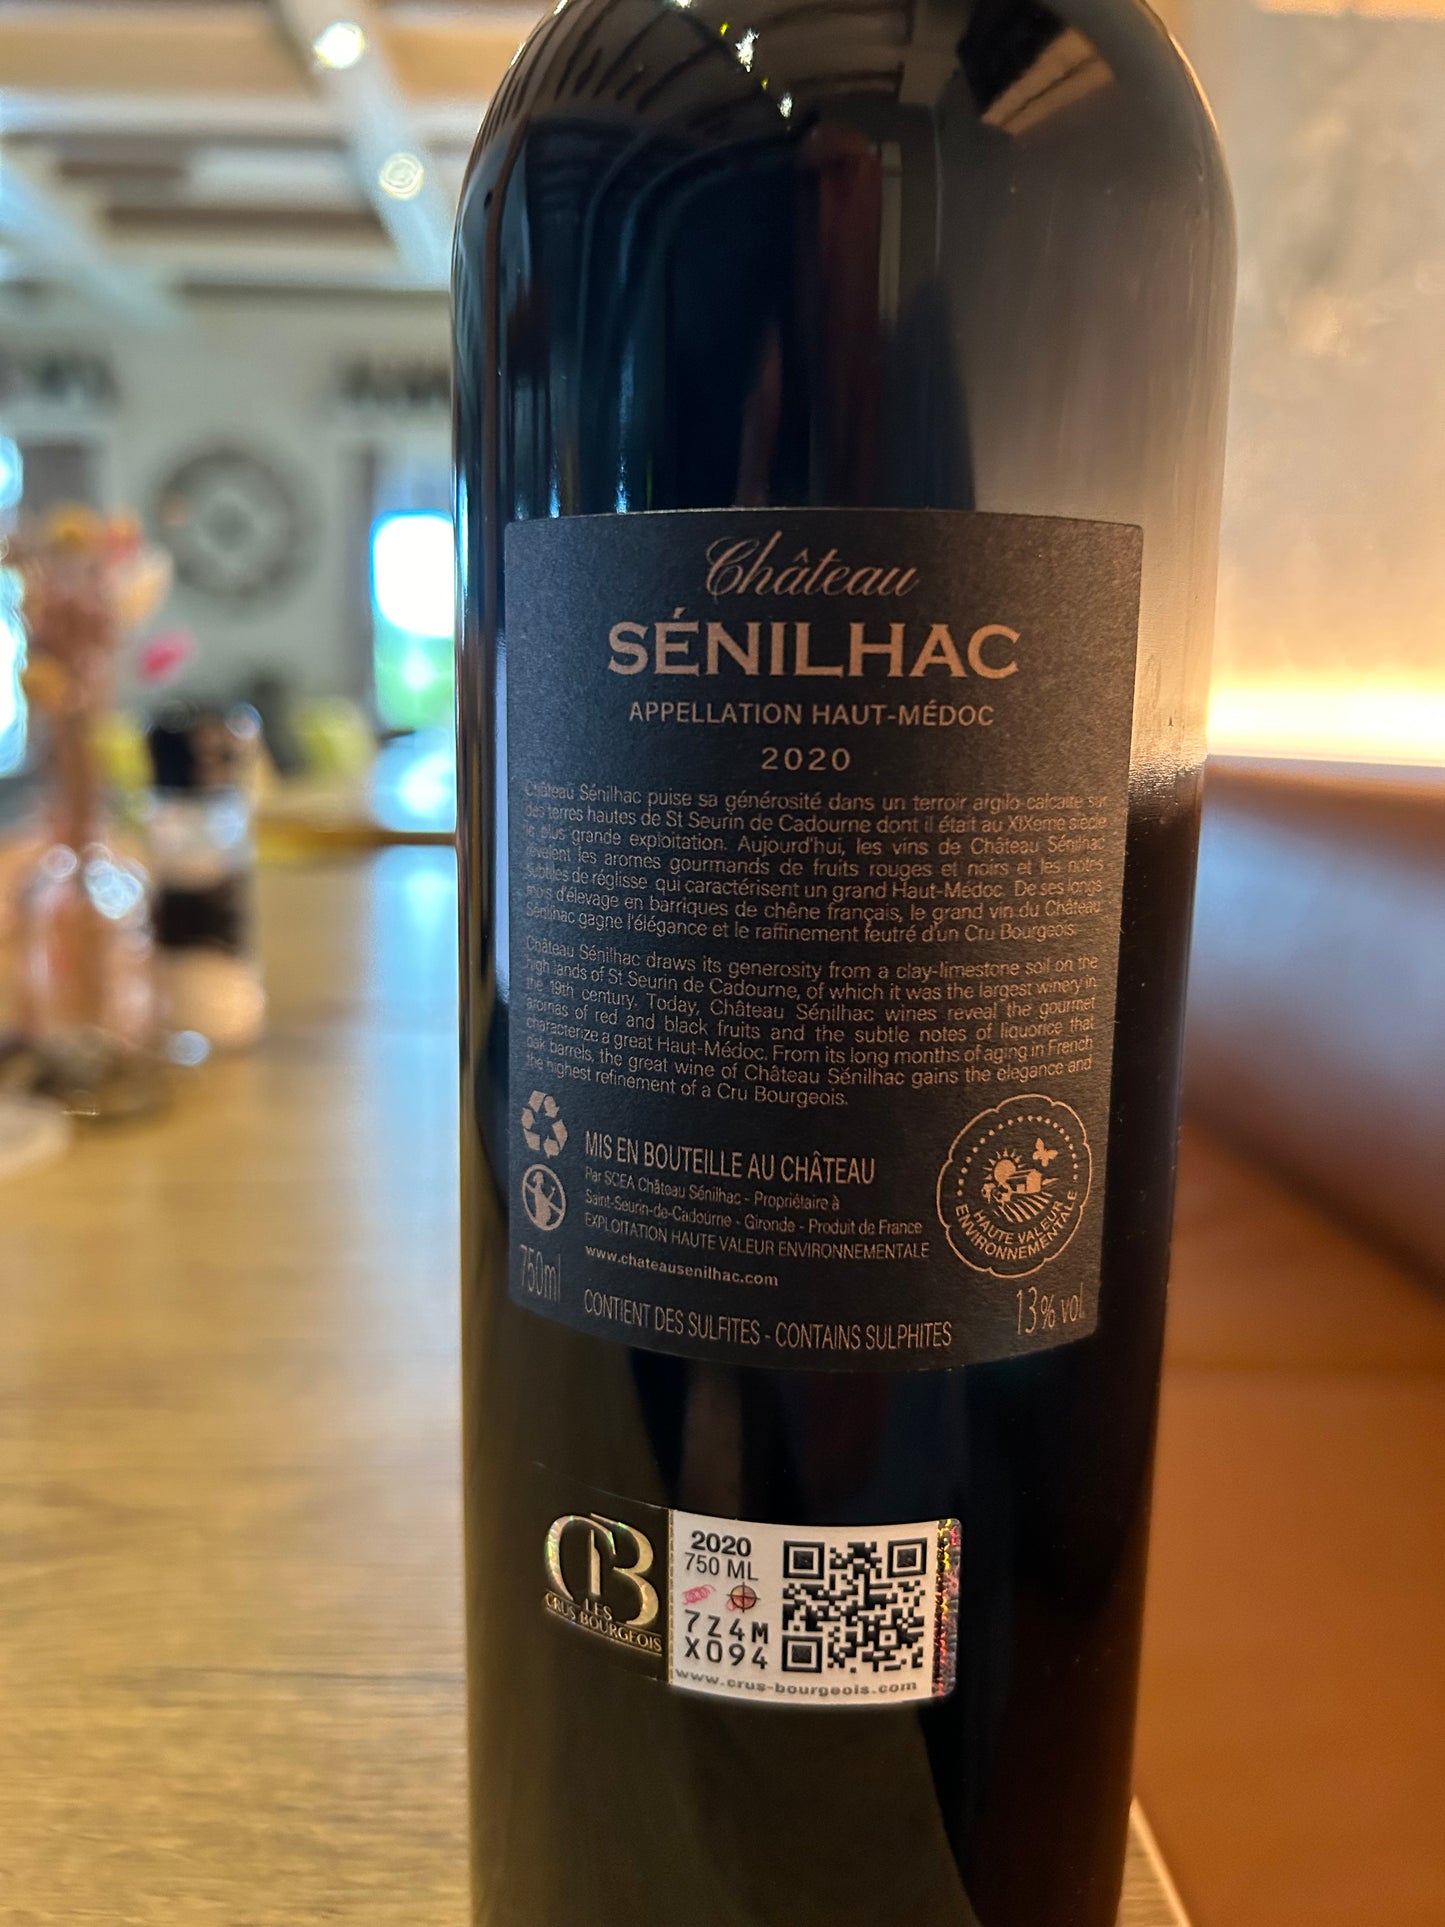 Château
SÉNILHAC
APPELLATION HAUT-MÉDOC
2020
Château Sénilhac puise sa générosité dans un terroir argilo-calcaire sur
des terres hautes de St Seurin de Cadourne dont il était au XIXeme siècle
le plus grande exploitation. Aujourd'hui, les vins de Château Sénilhac
révèlent les aromes gourmands de fruits rouges et noirs et les notes
subtiles de réglisse qui caractérisent un grand Haut-Médoc. De ses longs
mois d'élevage en barriques de chêne français, le grand vin du Château
Sénilhac gagne l'élégance et le raffinement feutré d'un Cru Bourgeois.
Château Sénilhac draws its generosity from a clay-limestone soil on the
high lands of St Seurin de Cadourne, of which it was the largest winery in
the 19th century. Today, Château Sénilhac wines reveal the gourmet
aromas of red and black fruits and the subtle notes of liquorice that
characterize a great Haut-Médoc. From its long months of aging in French
oak barrels, the great wine of Château Sénilhac gains the elegance and
the highest refinement of a Cru Bourgeois.
MIS EN BOUTEILLE AU CHÂTEAU
Par SCEA Château Sénilhac - Propriétaire à
Saint-Seurin-de-Cadourne - Gironde - Produit de France
EXPLOITATION HAUTE VALEUR ENVIRONNEMENTALE
www.chateausenilhac.com
HAUTE VALEUR
ENVIRONNEMENTALE
750ml
CONTIENT DES SULFITES - CONTAINS SULPHITES
13% vol.
CB
LES
CRUS BOURGEOIS
2020
750 ML
7Z4M
X094
www.crus-bourgeois.com